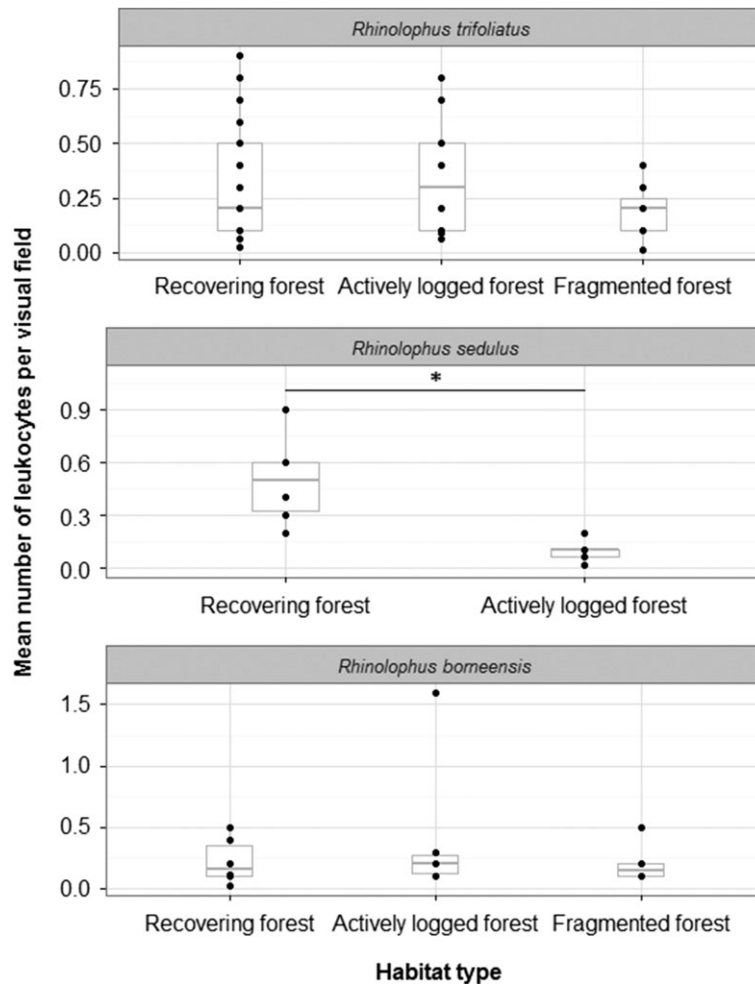 Mean number of leukocytes per visual field
Rhinolophus trifoliatus
0.75
0.50
0.25
0.00
Recovering forest Actively logged forest Fragmented forest
Rhinolophus sedulus
*
0.9
0.6
0.3
0.0
Recovering forest Actively logged forest
Rhinolophus borneensis
1.5
1.0
0.5
0.0
Recovering forest Actively logged forest Fragmented forest
Habitat type